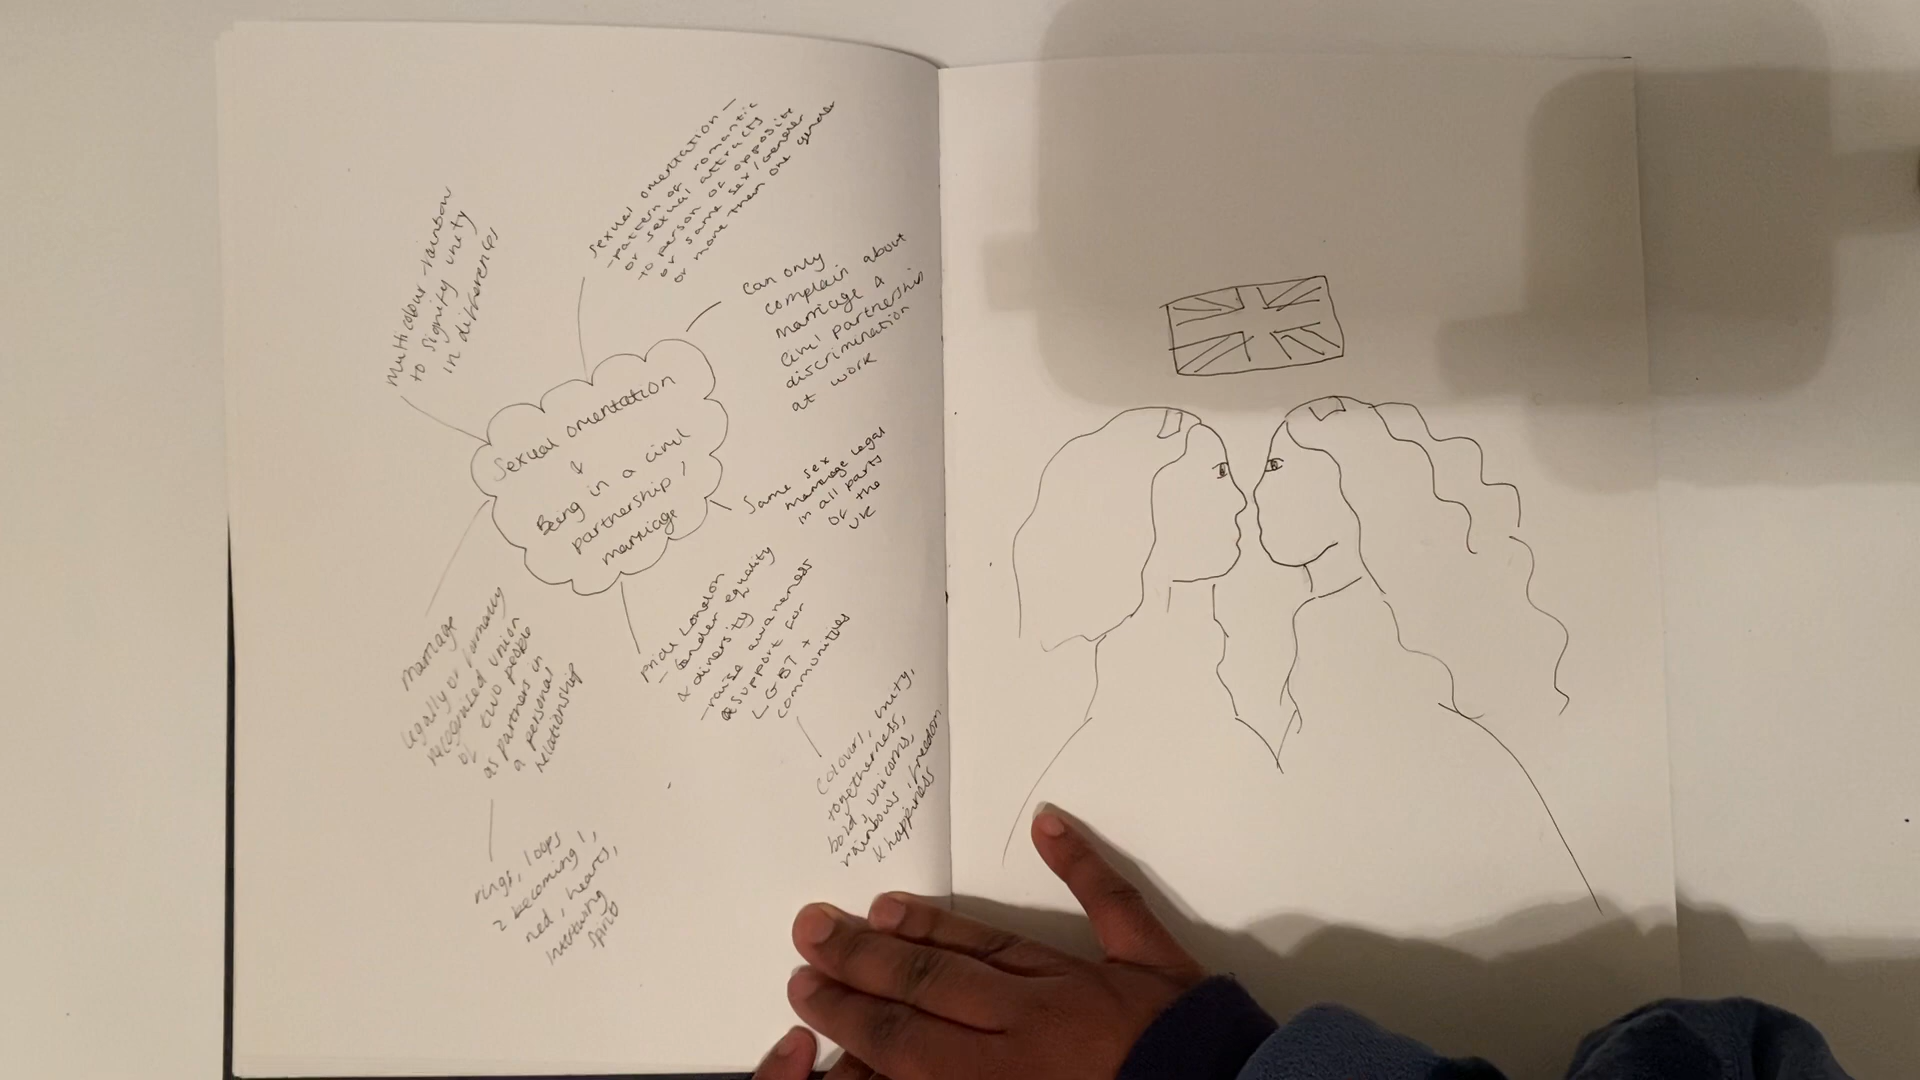 Sexual orientation
&
Being in a civil
partnership /
marriage
Sexual orientation –
- pattern of romantic
or sexual attracty
to person of opposite
or same sex / gender
or more than one gender
can only
complain about
marriage &
civil partnership
discrimination
at work
Same sex
marriage legal
in all parts
of the
UK
Pride London
- Gender equality
& diversity
- raise awareness
& support for
LGBT +
communities
Colours, unity,
togetherness,
bold, unicorns,
rainbows, freedom
& happiness
Marriage
legally or formally
recognized union
of two people
as partners in
a personal
relationship
rings, loops
2 becoming 1,
red, hearts,
intertwing
Multicolour - rainbow
to signify unity
in differences